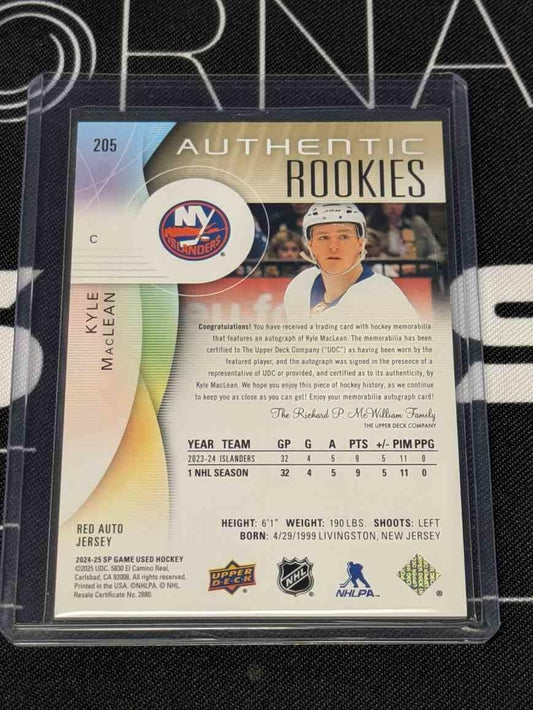 ORNA
S S
205
AUTHENTIC
ROOKIES
C
NY
ISLANDERS
KYLE
MACLEAN
Congratulations! You have received a trading card with hockey memorabilia
that features an autograph of Kyle MacLean. The memorabilia has been
certified to The Upper Deck Company ("UDC") as having been worn by the
featured player, and the autograph was signed in the presence of a
representative of UDC or provided, and certified as to its authenticity, by
Kyle MacLean. We hope you enjoy this piece of hockey history, as we continue
to keep you as close as you can get! Enjoy your memorabilia autograph card!
The Richard P. McWilliam Family
THE UPPER DECK COMPANY
YEAR TEAM GP G A PTS +/- PIM PPG
2023-24 ISLANDERS 32 4 5 9 5 11 0
1 NHL SEASON 32 4 5 9 5 11 0
HEIGHT: 6'1" WEIGHT: 190 LBS. SHOOTS: LEFT
BORN: 4/29/1999 LIVINGSTON, NEW JERSEY
RED AUTO
JERSEY
2024-25 SP GAME USED HOCKEY
©2025 UDC. 5830 El Camino Real,
Carlsbad, CA 92008. All rights reserved.
Printed in the USA. ©NHLPA. © NHL.
Resale Certificate No. 2880.
UPPER
DECK
NHL
NHLPA
®